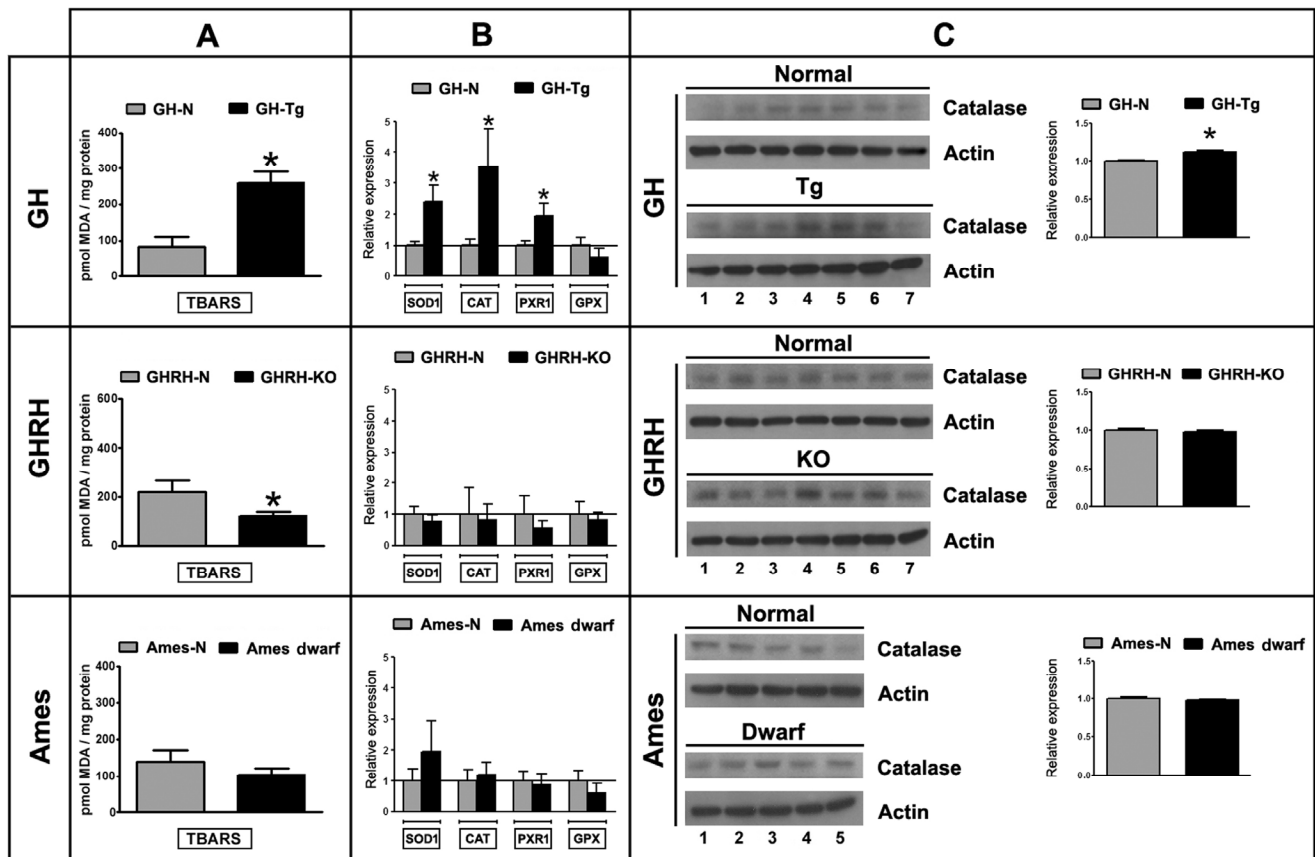 A B C
GH
GH-N GH-Tg
pmol MDA / mg protein
400
300
200
100
0
*
TBARS
GH-N GH-Tg
Relative expression
5
4
3
2
1
0
* * *
SOD1 CAT PXR1 GPX
GH
Normal
Catalase
Actin
Tg
Catalase
Actin
1 2 3 4 5 6 7
GH-N GH-Tg
Relative expression
1.5
1.0
0.5
0.0
*
GHRH
GHRH-N GHRH-KO
pmol MDA / mg protein
600
400
200
0
*
TBARS
GHRH-N GHRH-KO
Relative expression
5
4
3
2
1
0
SOD1 CAT PXR1 GPX
GHRH
Normal
Catalase
Actin
KO
Catalase
Actin
1 2 3 4 5 6 7
GHRH-N GHRH-KO
Relative expression
1.5
1.0
0.5
0.0
Ames
Ames-N Ames dwarf
pmol MDA / mg protein
400
300
200
100
0
TBARS
Ames-N Ames dwarf
Relative expression
5
4
2
1
0
SOD1 CAT PXR1 GPX
Ames
Normal
Catalase
Actin
Dwarf
Catalase
Actin
1 2 3 4 5
Ames-N Ames dwarf
Relative expression
1.5
1.0
0.5
0.0